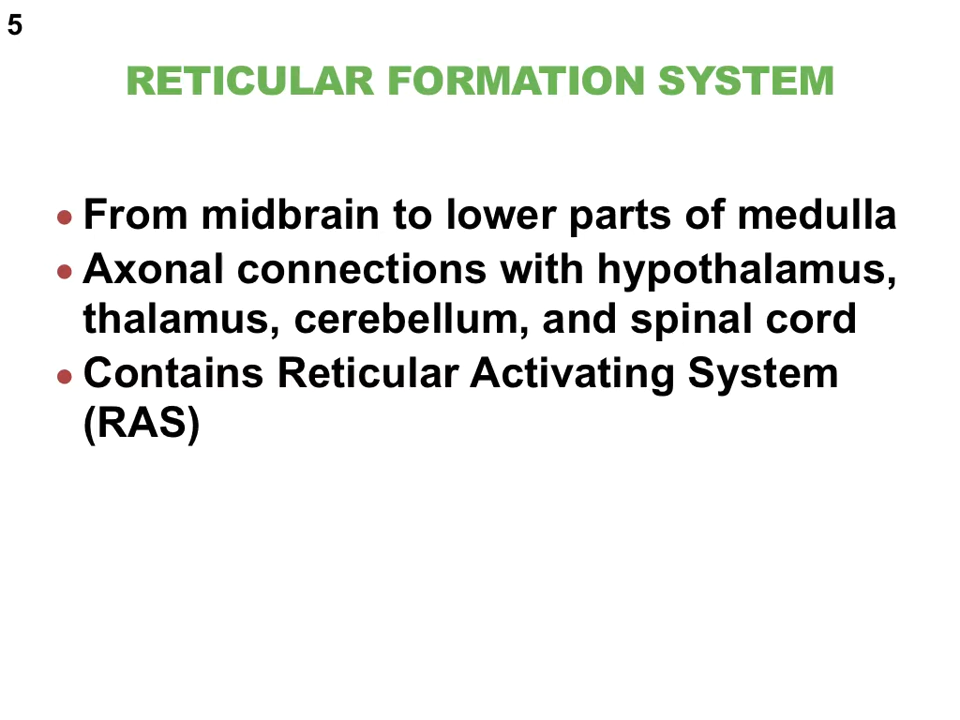 5
RETICULAR FORMATION SYSTEM
• From midbrain to lower parts of medulla
• Axonal connections with hypothalamus,
thalamus, cerebellum, and spinal cord
• Contains Reticular Activating System
(RAS)